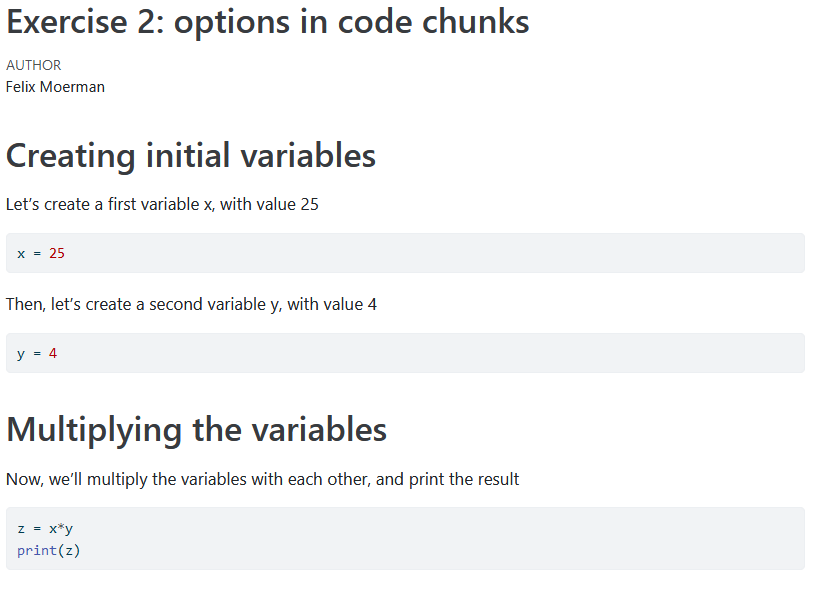 Exercise 2: options in code chunks
AUTHOR
Felix Moerman
Creating initial variables
Let’s create a first variable x, with value 25
x = 25
Then, let’s create a second variable y, with value 4
y = 4
Multiplying the variables
Now, we’ll multiply the variables with each other, and print the result
z = x*y
print(z)